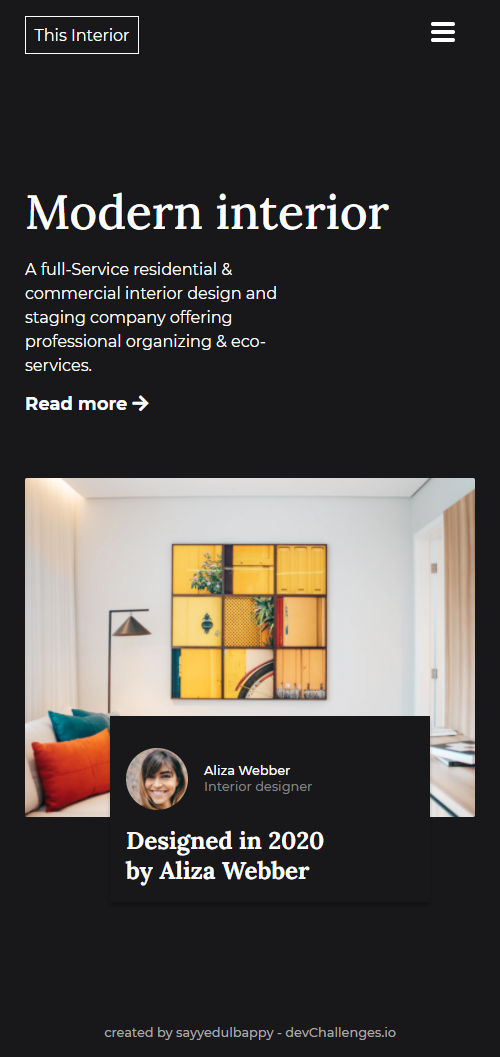 This Interior
Modern interior
A full-Service residential &
commercial interior design and
staging company offering
professional organizing & eco-
services.
Read more
Aliza Webber
Interior designer
Designed in 2020
by Aliza Webber
created by sayyedulbappy - devChallenges.io